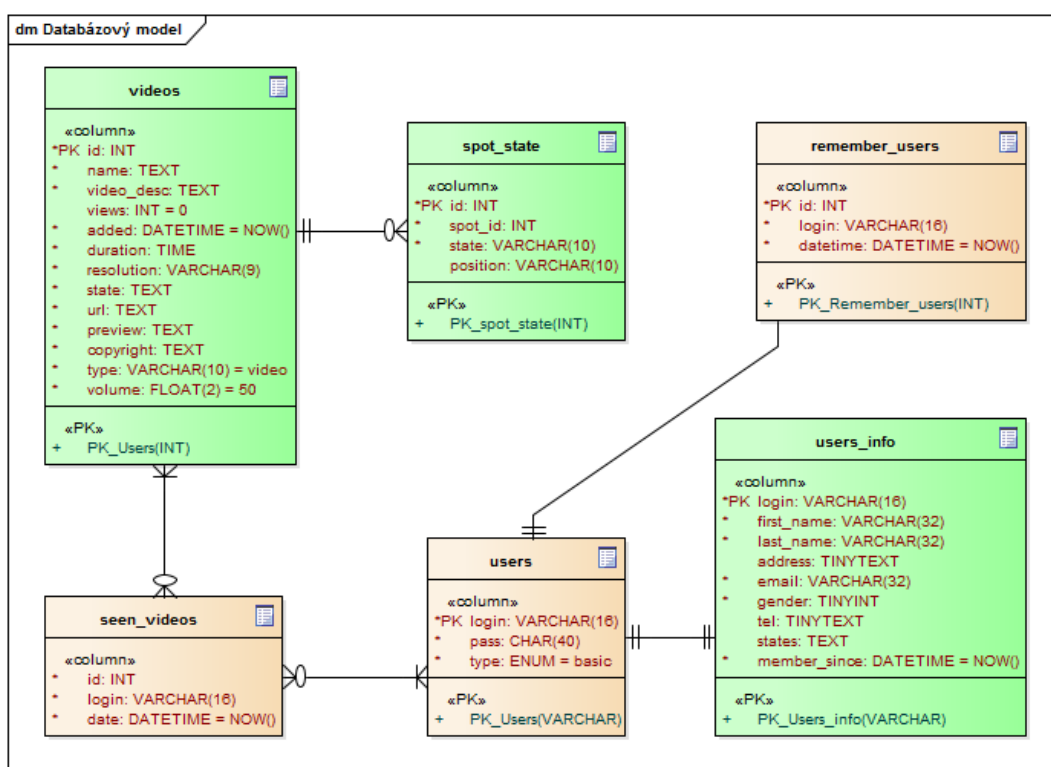 dm Databázový model
videos
«column»
*PK id: INT
* name: TEXT
* video_desc: TEXT
views: INT = 0
* added: DATETIME = NOW()
* duration: TIME
* resolution: VARCHAR(9)
* state: TEXT
* url: TEXT
* preview: TEXT
* copyright: TEXT
* type: VARCHAR(10) = video
* volume: FLOAT(2) = 50
«PK»
+ PK_Users(INT)
spot_state
«column»
*PK id: INT
* spot_id: INT
* state: VARCHAR(10)
position: VARCHAR(10)
«PK»
+ PK_spot_state(INT)
remember_users
«column»
*PK id: INT
* login: VARCHAR(16)
* datetime: DATETIME = NOW()
«PK»
+ PK_Remember_users(INT)
users_info
«column»
*PK login: VARCHAR(16)
* first_name: VARCHAR(32)
* last_name: VARCHAR(32)
address: TINYTEXT
* email: VARCHAR(32)
* gender: TINYINT
tel: TINYTEXT
states: TEXT
* member_since: DATETIME = NOW()
«PK»
+ PK_Users_info(VARCHAR)
users
«column»
*PK login: VARCHAR(16)
* pass: CHAR(40)
* type: ENUM = basic
«PK»
+ PK_Users(VARCHAR)
seen_videos
«column»
* id: INT
* login: VARCHAR(16)
* date: DATETIME = NOW()